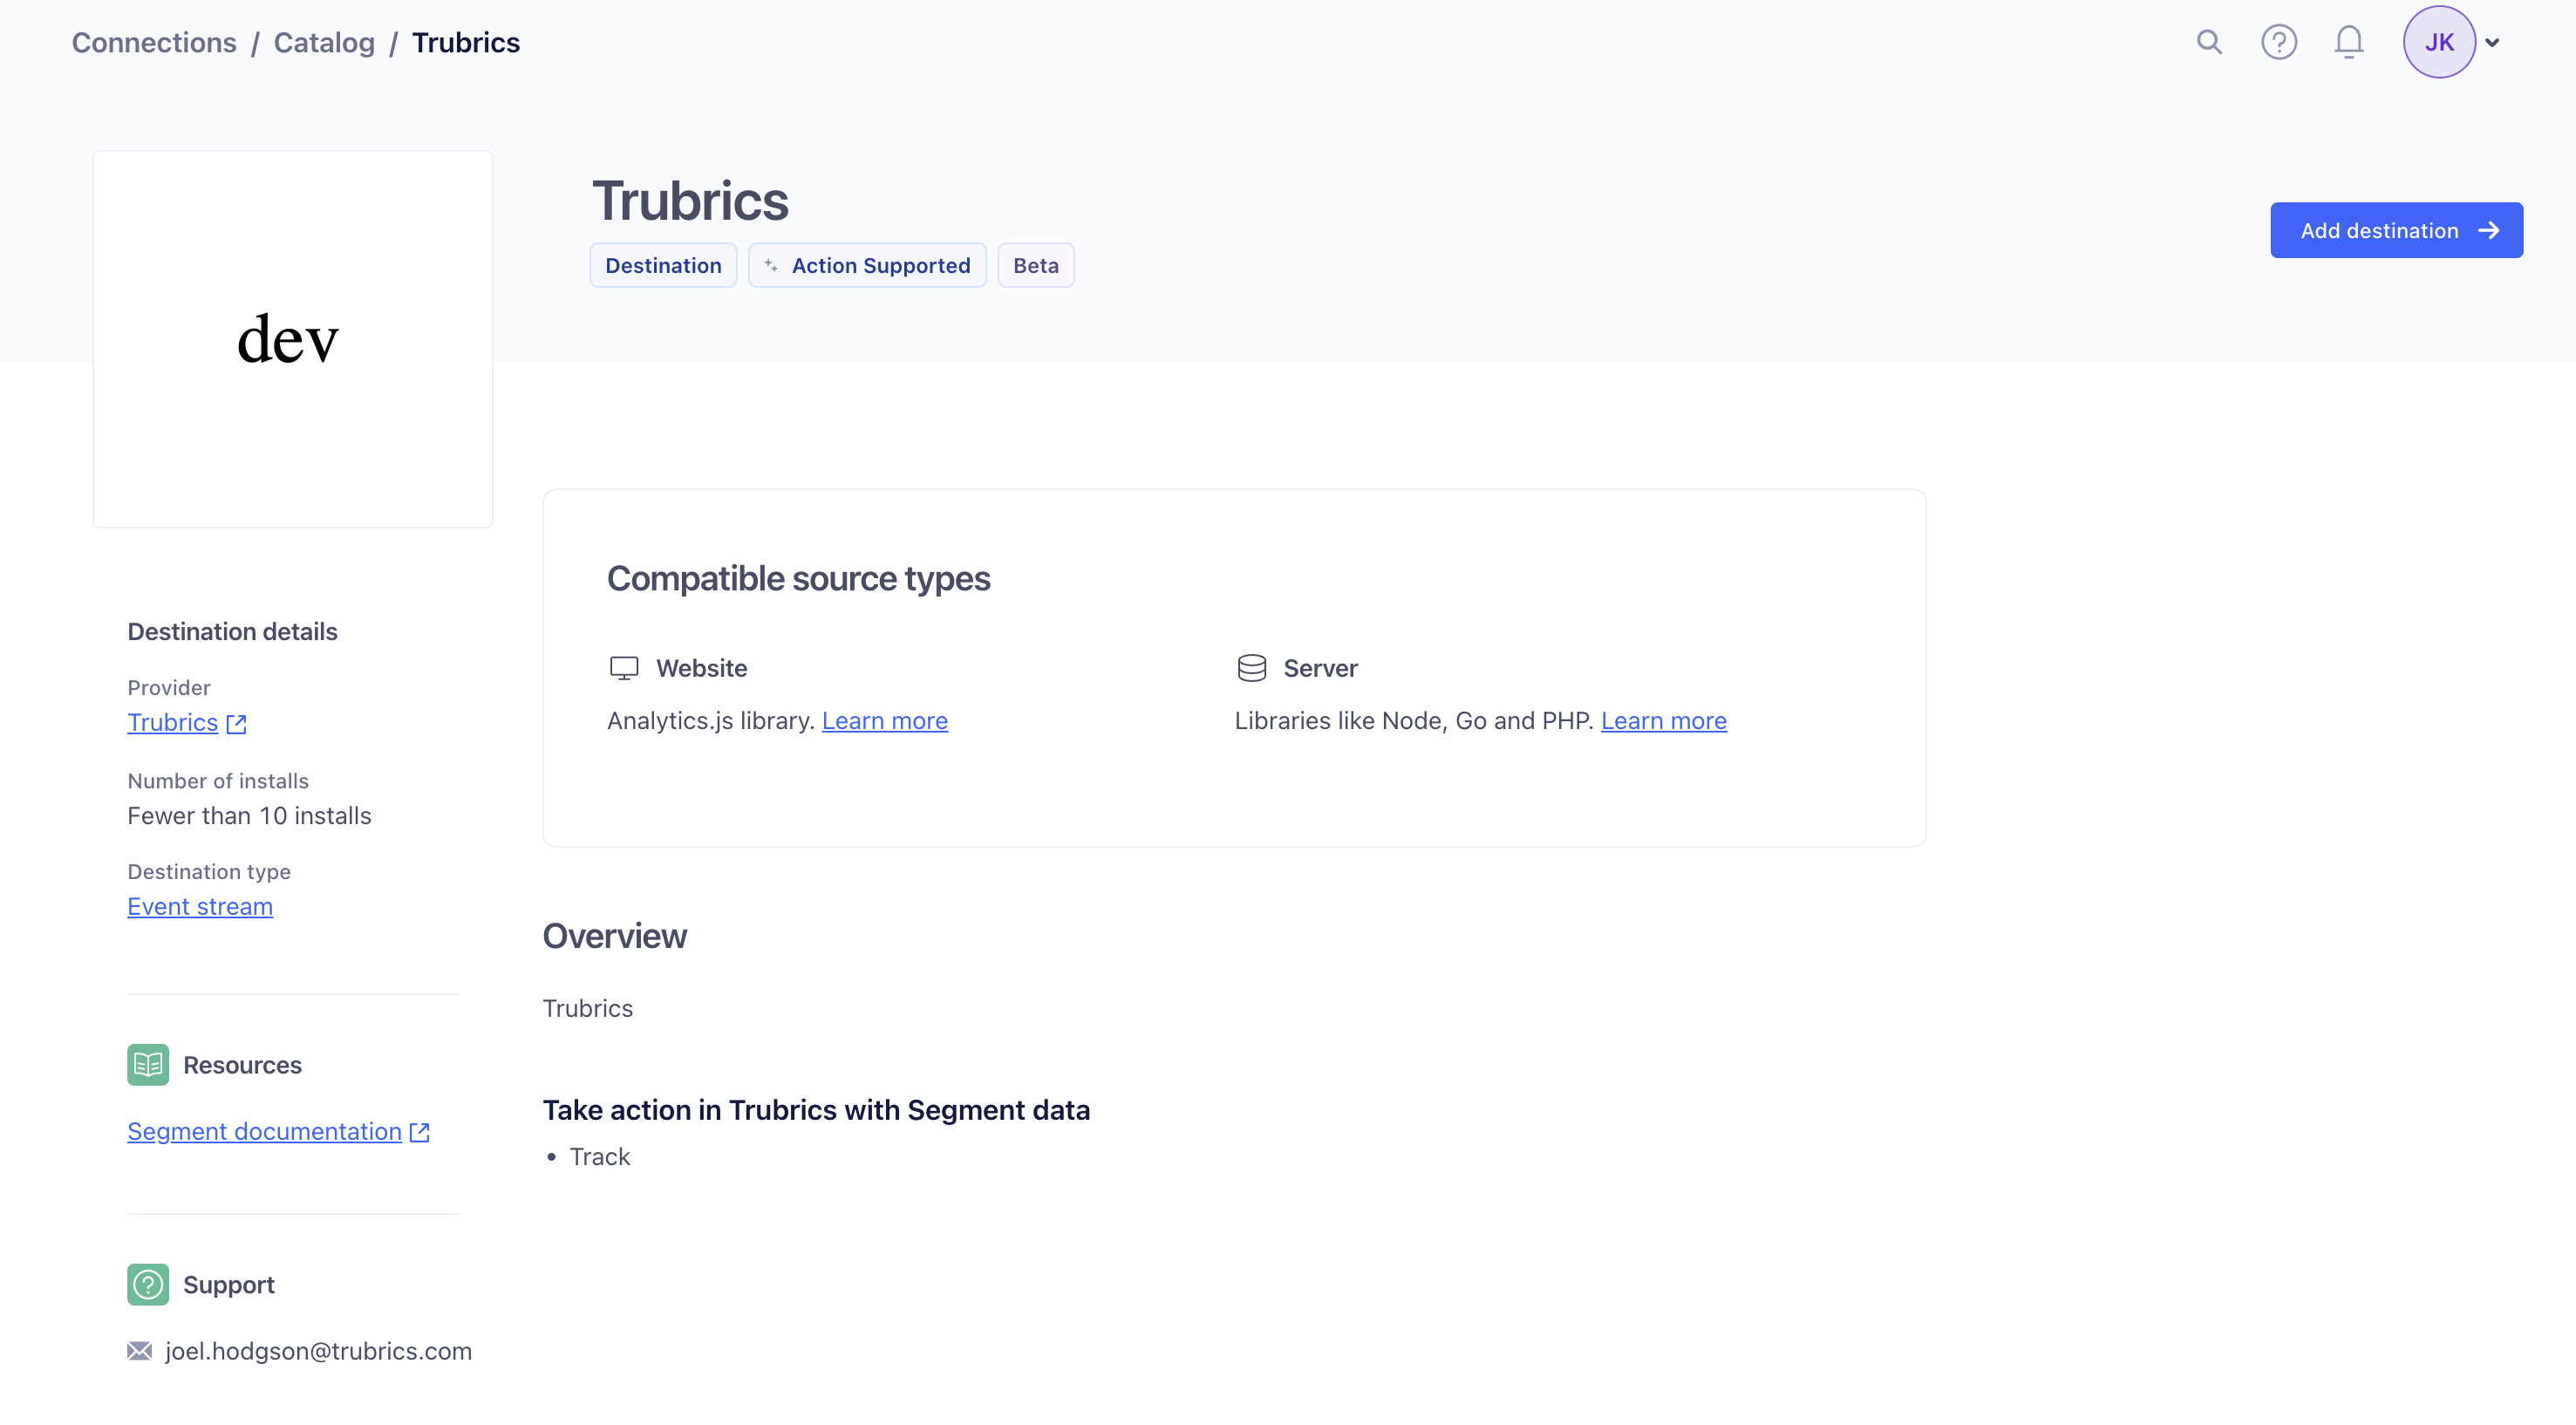 Connections / Catalog / Trubrics
JK
dev
Trubrics
Destination
Action Supported
Beta
Add destination
Destination details
Provider
Trubrics
Number of installs
Fewer than 10 installs
Destination type
Event stream
Resources
Segment documentation
Support
joel.hodgson@trubrics.com
Compatible source types
Website
Analytics.js library. Learn more
Server
Libraries like Node, Go and PHP. Learn more
Overview
Trubrics
Take action in Trubrics with Segment data
• Track